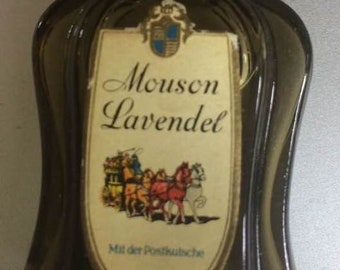 Mouson
Lavendel
Mit der Postkutsche